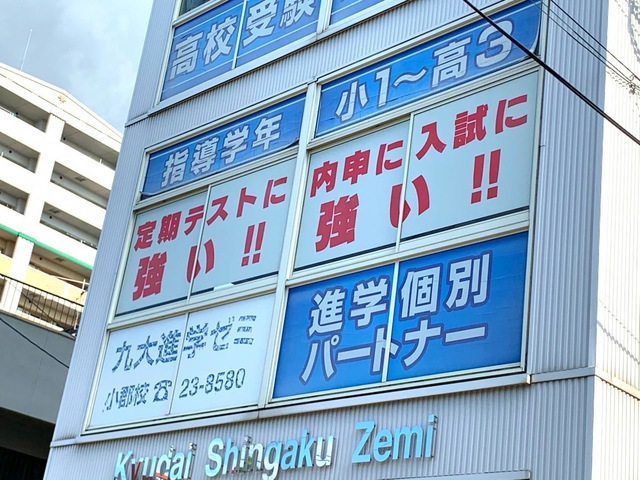 高校受験
指導学年
小1～高3
定期テストに
強い!!
内申に入試に
強い!!
九大進学ゼミ
小郡校☎23-8580
進学個別
パートナー
Kyudai Shingaku Zemi